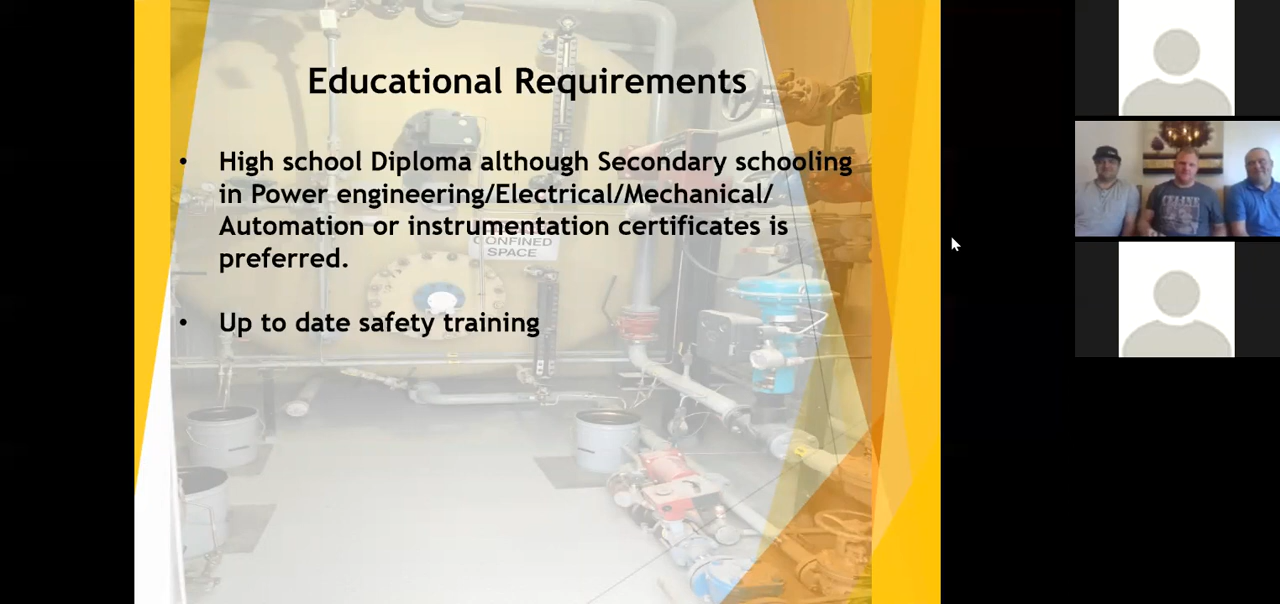 Educational Requirements
• High school Diploma although Secondary schooling
in Power engineering/Electrical/Mechanical/
Automation or instrumentation certificates is
preferred.
CONFINED
SPACE
• Up to date safety training